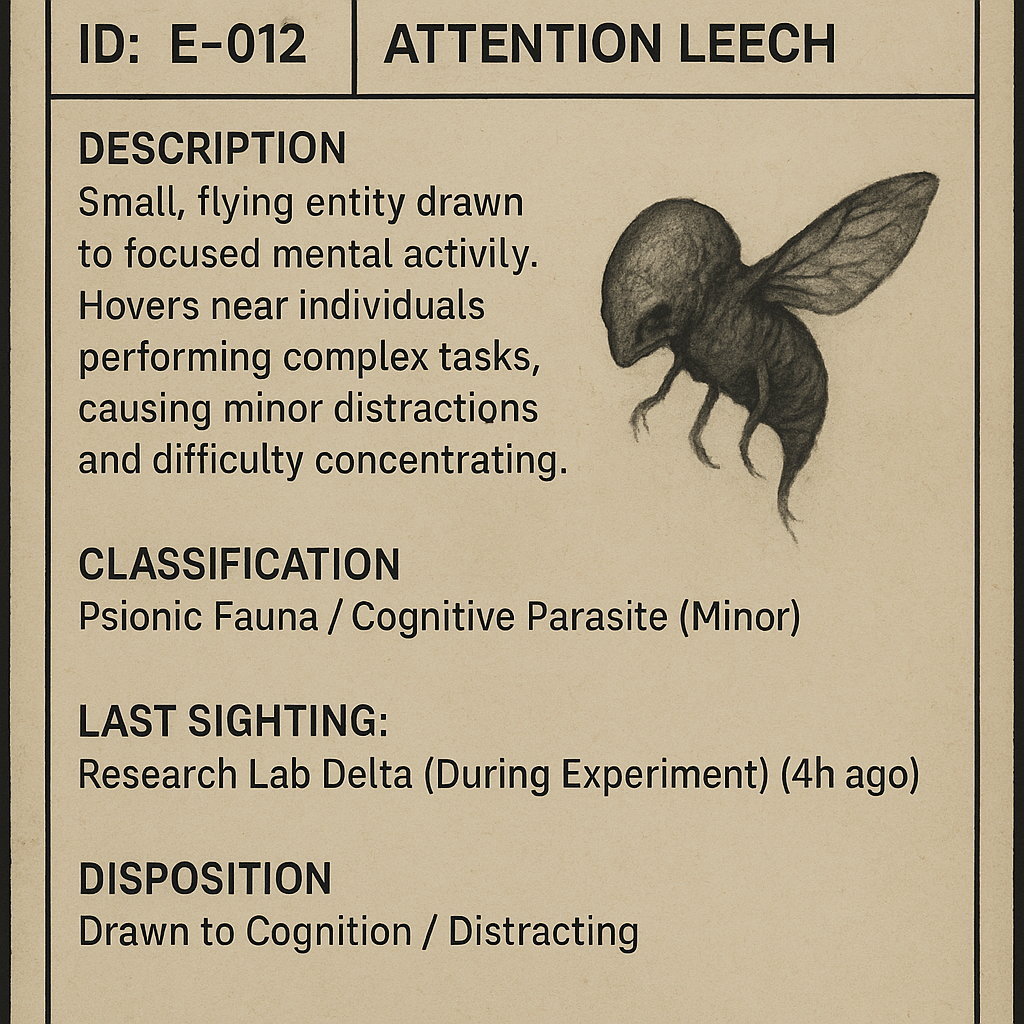 ID: E-012
ATTENTION LEECH
DESCRIPTION
Small, flying entity drawn
to focused mental activily.
Hovers near individuals
performing complex tasks,
causing minor distractions
and difficulty concentrating.
CLASSIFICATION
Psionic Fauna / Cognitive Parasite (Minor)
LAST SIGHTING:
Research Lab Delta (During Experiment) (4h ago)
DISPOSITION
Drawn to Cognition / Distracting